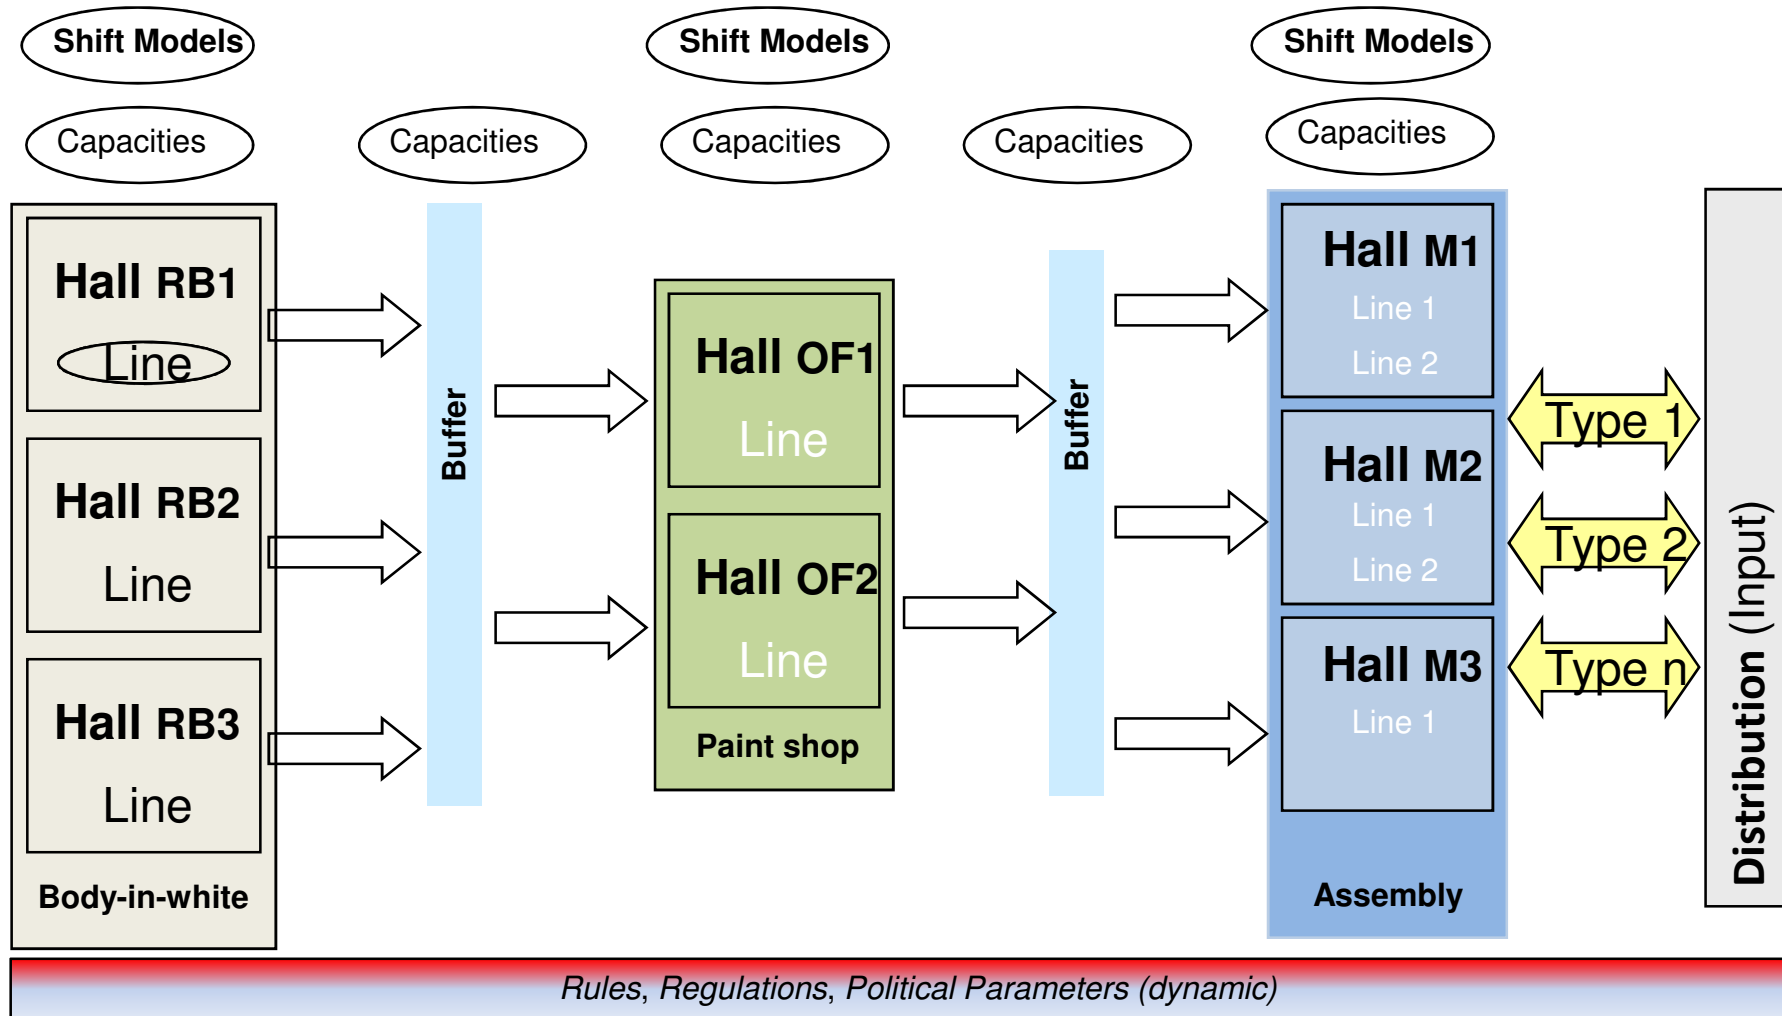 Shift Models
Shift Models
Shift Models
Capacities
Capacities
Capacities
Capacities
Capacities
Hall RB1
Line
Hall RB2
Line
Hall RB3
Line
Body-in-white
Buffer
Hall OF1
Line
Hall OF2
Line
Paint shop
Buffer
Hall M1
Line 1
Line 2
Hall M2
Line 1
Line 2
Hall M3
Line 1
Assembly
Type 1
Type 2
Type n
Distribution (Input)
Rules, Regulations, Political Parameters (dynamic)